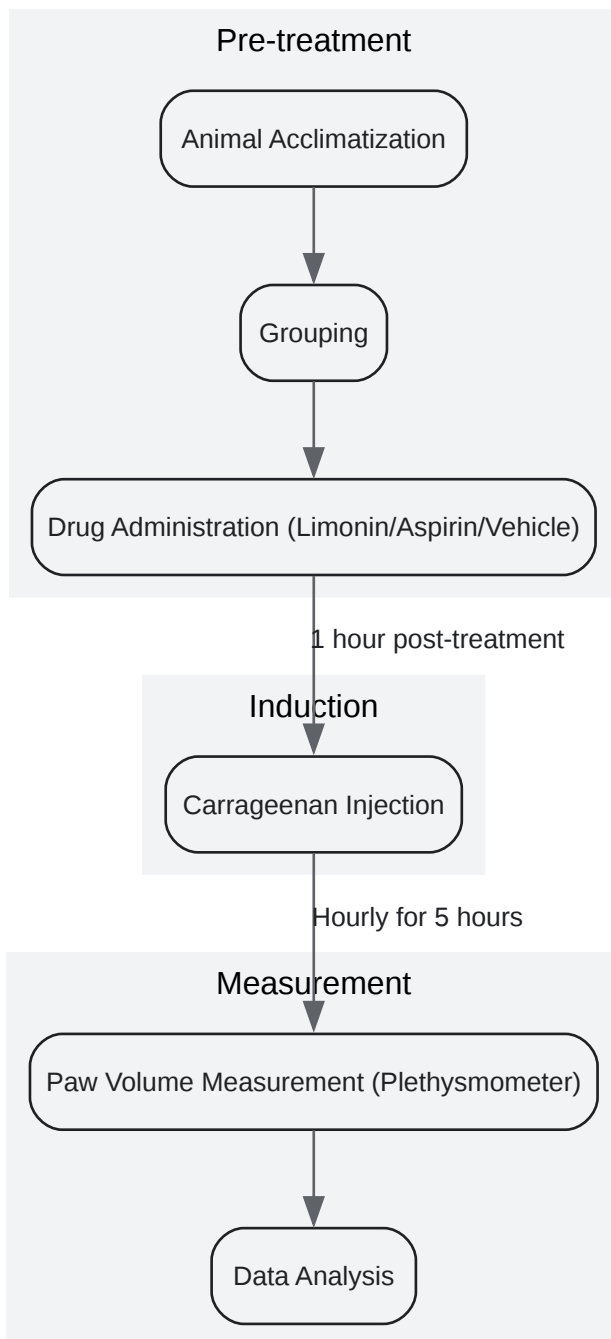 Pre-treatment
Animal Acclimatization
Grouping
Drug Administration (Limonin/Aspirin/Vehicle)
1 hour post-treatment
Induction
Carrageenan Injection
Hourly for 5 hours
Measurement
Paw Volume Measurement (Plethysmometer)
Data Analysis